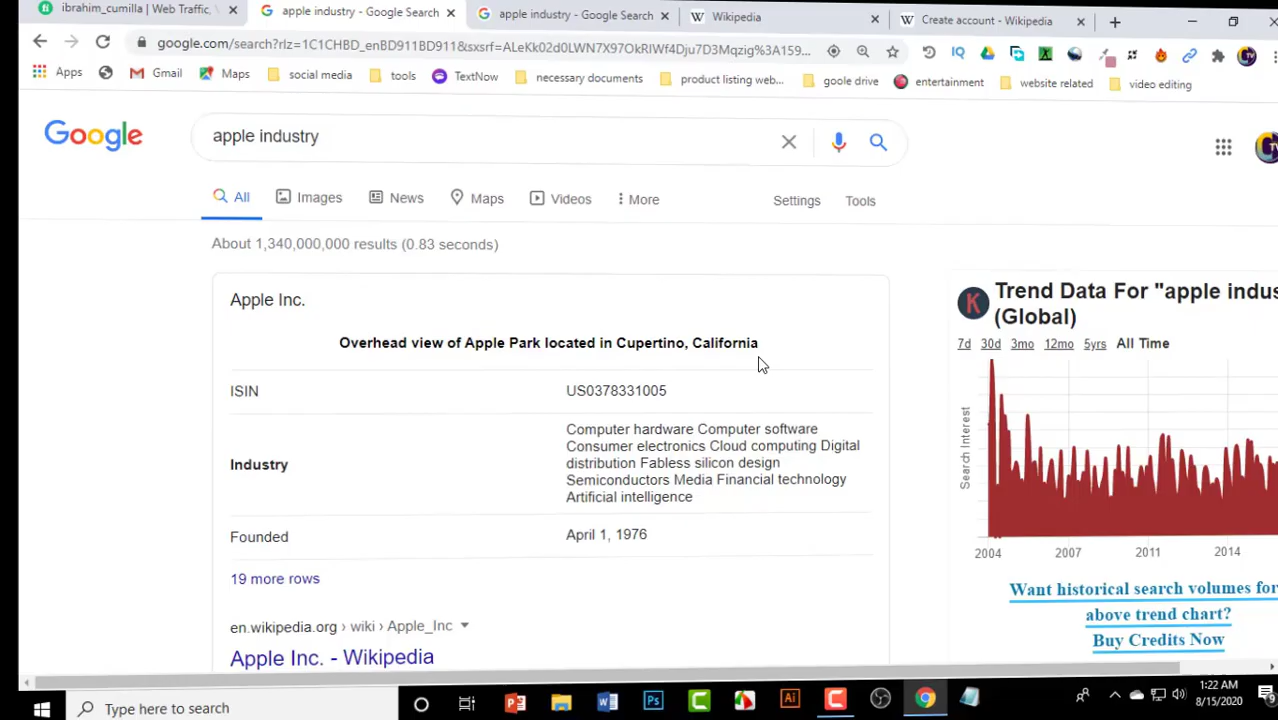 ibrahim_cumilla | Web Traffic,
apple industry - Google Search
apple industry - Google Search
Wikipedia
Create account - Wikipedia
google.com/search?rlz=1C1CHBD_enBD911BD911&sxsrf=ALeKk02d0LWN7X97OkRIWf4Dju7D3Mqzig%3A159...
Apps
Gmail
Maps
social media
tools
TextNow
necessary documents
product listing web...
goole drive
entertainment
website related
video editing
Google
apple industry
All
Images
News
Maps
Videos
More
Settings
Tools
About 1,340,000,000 results (0.83 seconds)
Apple Inc.
Overhead view of Apple Park located in Cupertino, California
ISIN
US0378331005
Industry
Computer hardware Computer software
Consumer electronics Cloud computing Digital
distribution Fabless silicon design
Semiconductors Media Financial technology
Artificial intelligence
Founded
April 1, 1976
19 more rows
en.wikipedia.org › wiki › Apple_Inc
Apple Inc. - Wikipedia
Trend Data For "apple indus
(Global)
7d 30d 3mo 12mo 5yrs All Time
Search Interest
2004 2007 2011 2014
Want historical search volumes for
above trend chart?
Buy Credits Now
Type here to search
1:22 AM
8/15/2020